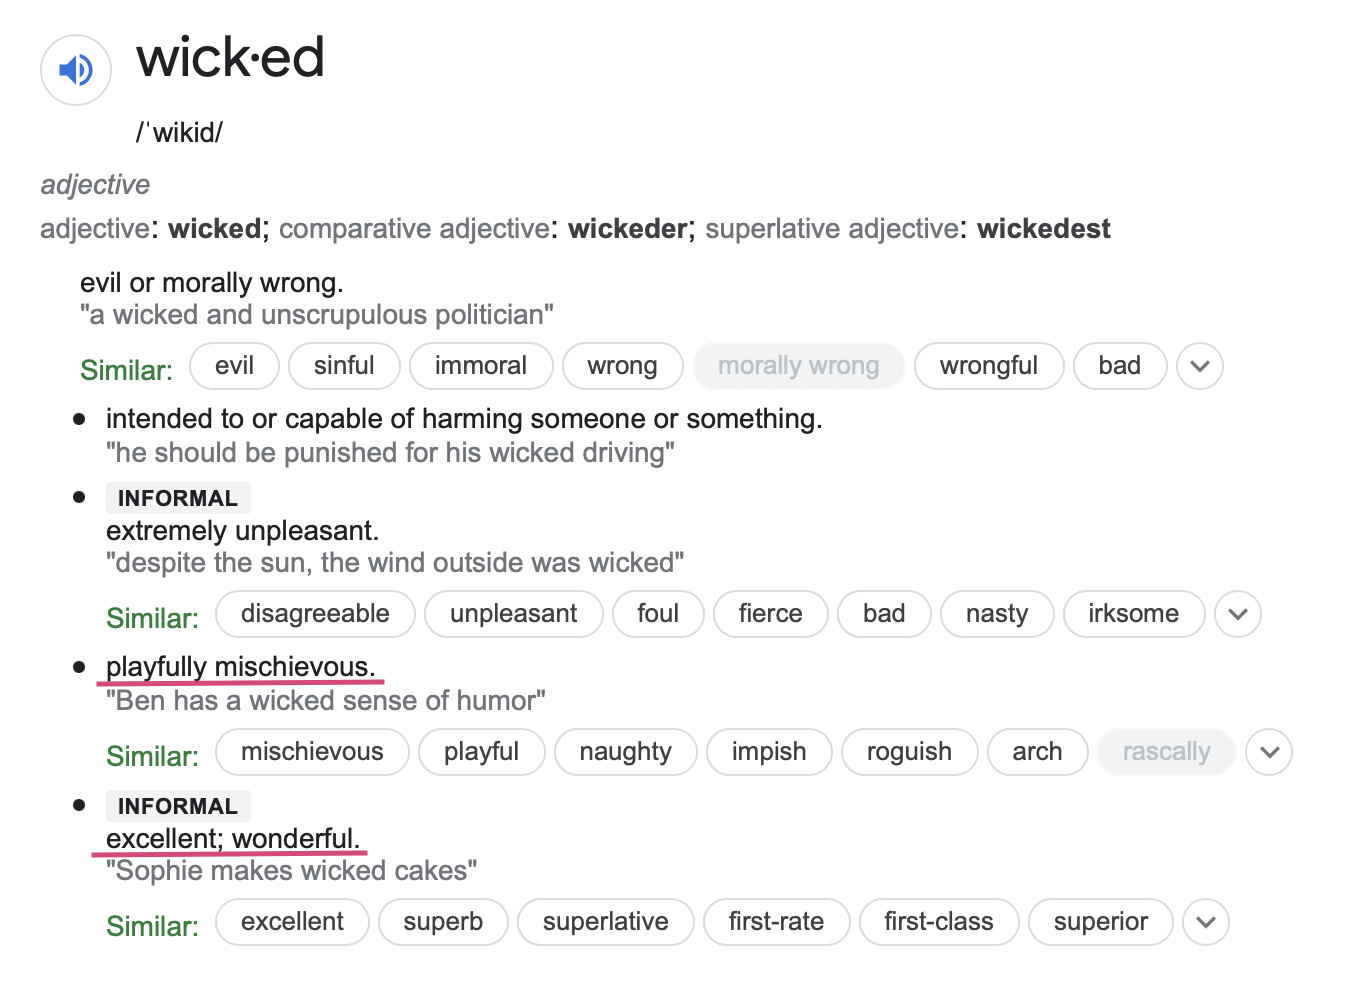 wick·ed
/ˈwikid/
adjective
adjective: wicked; comparative adjective: wickeder; superlative adjective: wickedest
evil or morally wrong.
"a wicked and unscrupulous politician"
Similar: evil sinful immoral wrong morally wrong wrongful bad
• intended to or capable of harming someone or something.
"he should be punished for his wicked driving"
• INFORMAL
extremely unpleasant.
"despite the sun, the wind outside was wicked"
Similar: disagreeable unpleasant foul fierce bad nasty irksome
• playfully mischievous.
"Ben has a wicked sense of humor"
Similar: mischievous playful naughty impish roguish arch rascally
• INFORMAL
excellent; wonderful.
"Sophie makes wicked cakes"
Similar: excellent superb superlative first-rate first-class superior